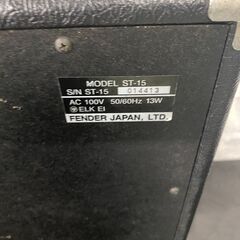 MODEL ST-15
S/N ST-15 014413
AC 100V 50/60Hz 13W
ELK EI
FENDER JAPAN, LTD.